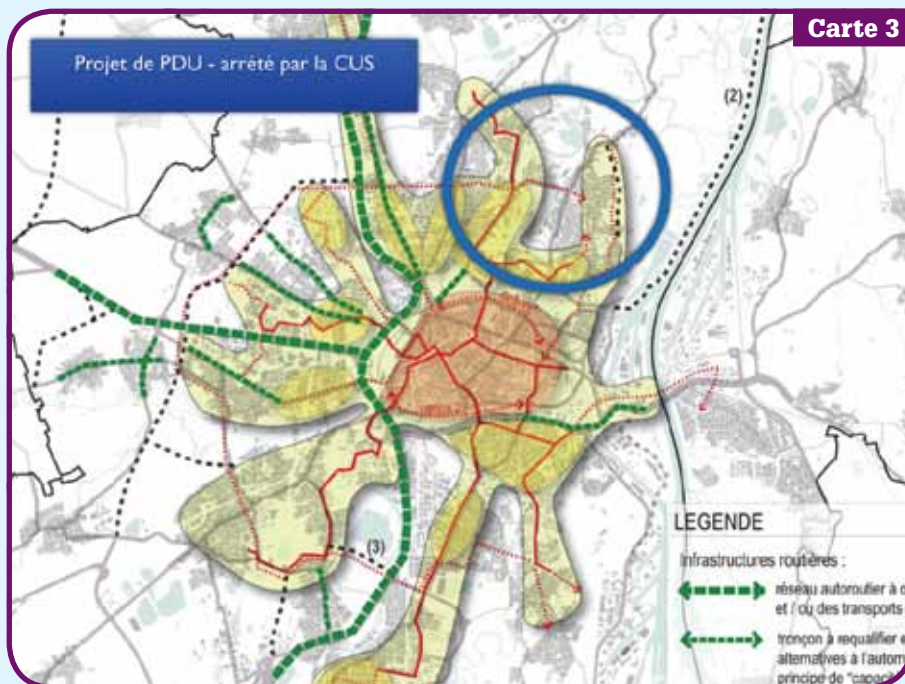 Carte 3
Projet de PDU - arrêté par la CUS
(2)
(3)
LEGENDE
Infrastructures routières :
réseau autoroutier à
et / ou des transports
tronçon à requalifier
alternatives à l'autom
principe de "capaci